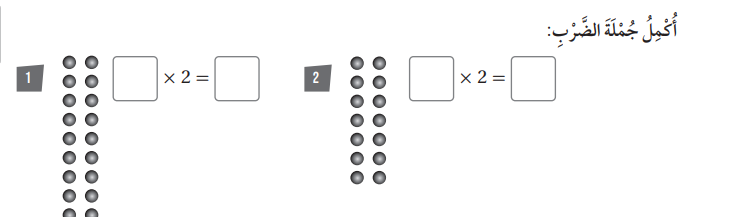 أُكْمِلُ جُمْلَةَ الضَّرْبِ:
1 × 2 =
2 × 2 =